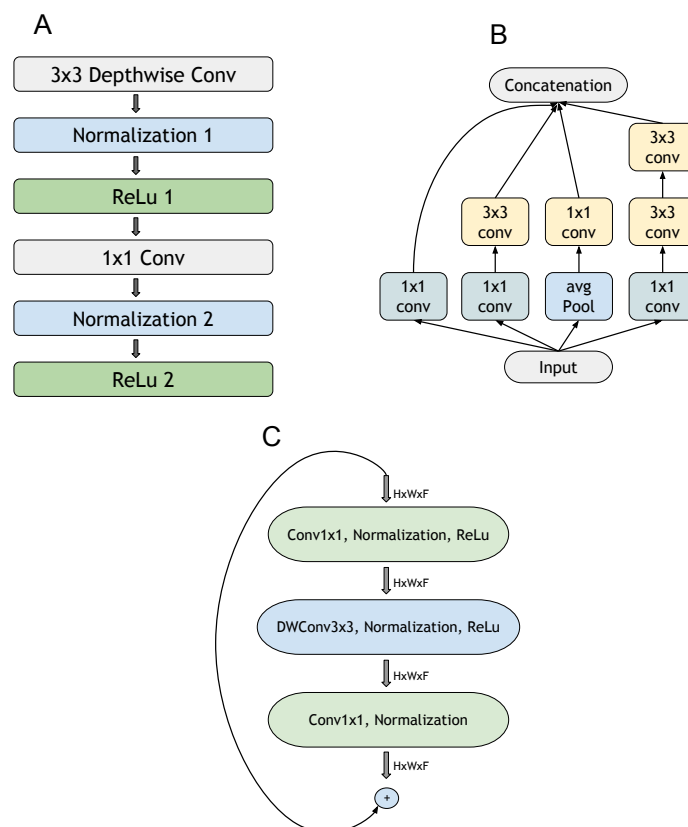 A
3x3 Depthwise Conv
Normalization 1
ReLu 1
1x1 Conv
Normalization 2
ReLu 2
B
Concatenation
3x3
conv
3x3
conv
1x1
conv
3x3
conv
1x1
conv
1x1
conv
avg
Pool
1x1
conv
Input
C
HxWxF
Conv1x1, Normalization, ReLu
HxWxF
DWConv3x3, Normalization, ReLu
HxWxF
Conv1x1, Normalization
HxWxF
+